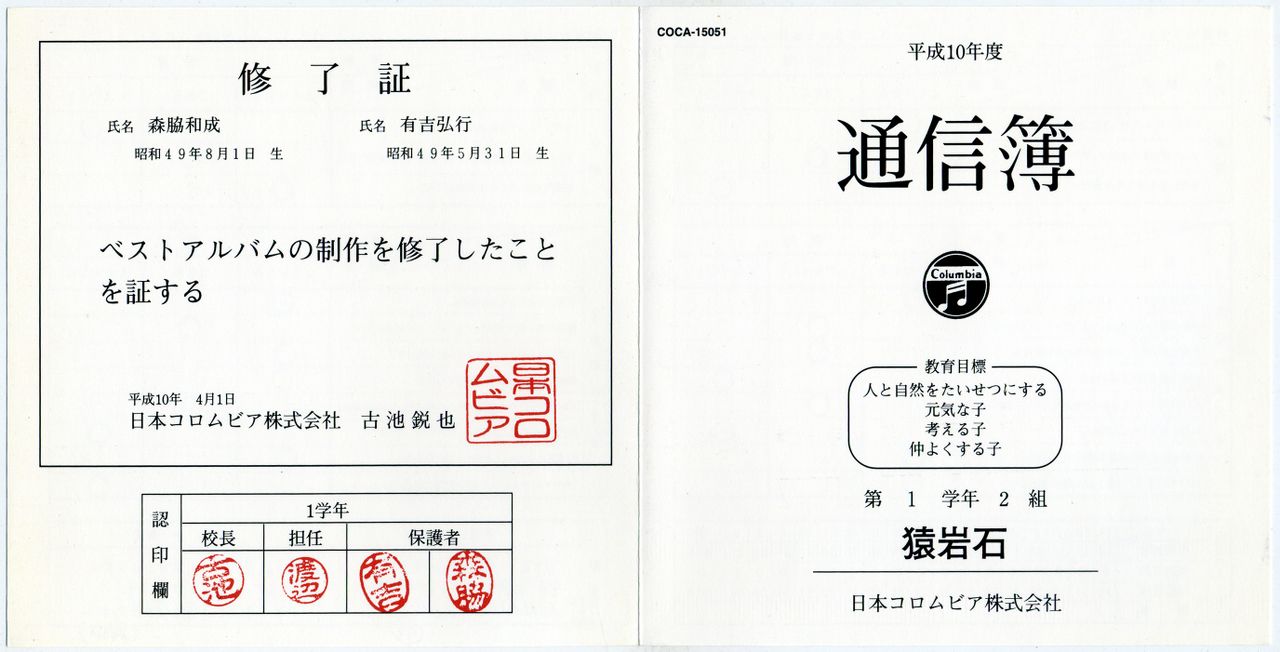 修了証
氏名 森脇和成
昭和49年8月1日 生
氏名 有吉弘行
昭和49年5月31日 生
ベストアルバムの制作を修了したこと
を証する
平成10年 4月1日
日本コロムビア株式会社 古池鋭也
日本コロムビア
認印欄
1学年
校長 担任 保護者
古池 渡辺 有吉 森脇
COCA-15051
平成10年度
通信簿
Columbia
教育目標
人と自然をたいせつにする
元気な子
考える子
仲よくする子
第 1 学年 2 組
猿岩石
日本コロムビア株式会社